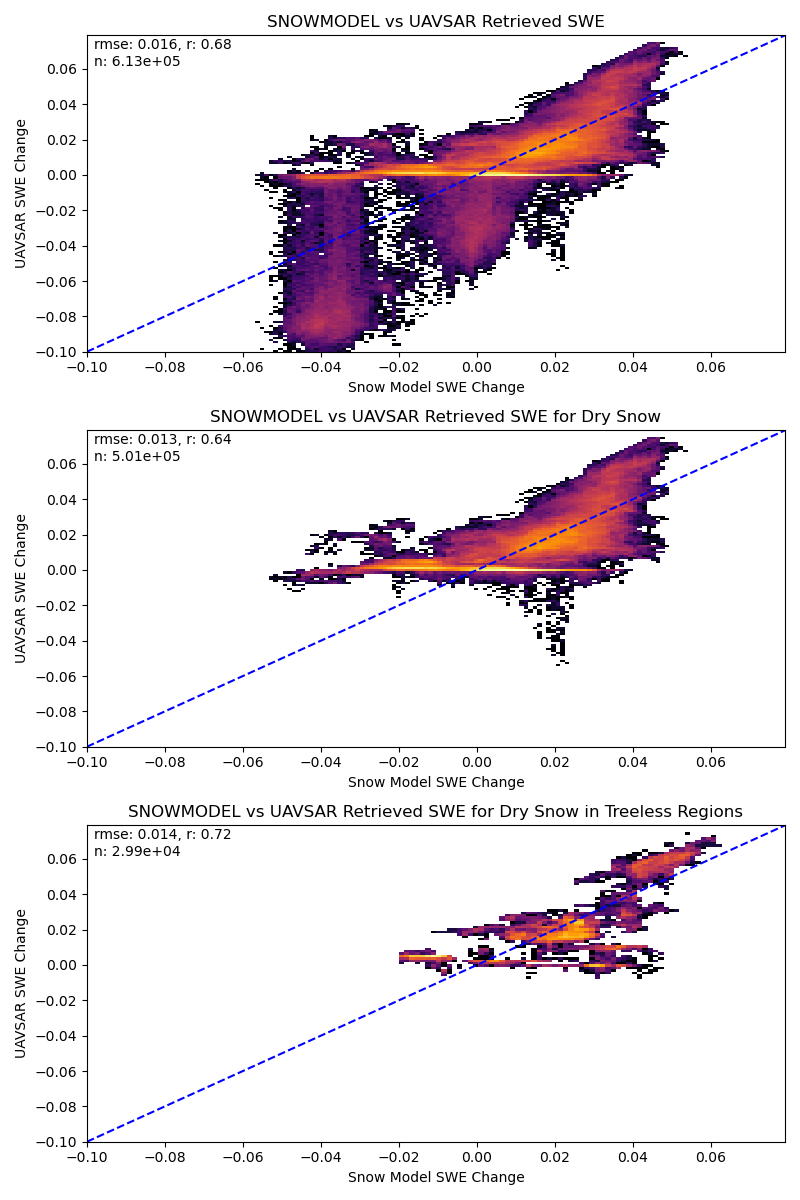 SNOWMODEL vs UAVSAR Retrieved SWE
rmse: 0.016, r: 0.68
n: 6.13e+05
0.06
0.04
0.02
0.00
−0.02
−0.04
−0.06
−0.08
−0.10
UAVSAR SWE Change
−0.10 −0.08 −0.06 −0.04 −0.02 0.00 0.02 0.04 0.06
Snow Model SWE Change
SNOWMODEL vs UAVSAR Retrieved SWE for Dry Snow
rmse: 0.013, r: 0.64
n: 5.01e+05
0.06
0.04
0.02
0.00
−0.02
−0.04
−0.06
−0.08
−0.10
UAVSAR SWE Change
−0.10 −0.08 −0.06 −0.04 −0.02 0.00 0.02 0.04 0.06
Snow Model SWE Change
SNOWMODEL vs UAVSAR Retrieved SWE for Dry Snow in Treeless Regions
rmse: 0.014, r: 0.72
n: 2.99e+04
0.06
0.04
0.02
0.00
−0.02
−0.04
−0.06
−0.08
−0.10
UAVSAR SWE Change
−0.10 −0.08 −0.06 −0.04 −0.02 0.00 0.02 0.04 0.06
Snow Model SWE Change